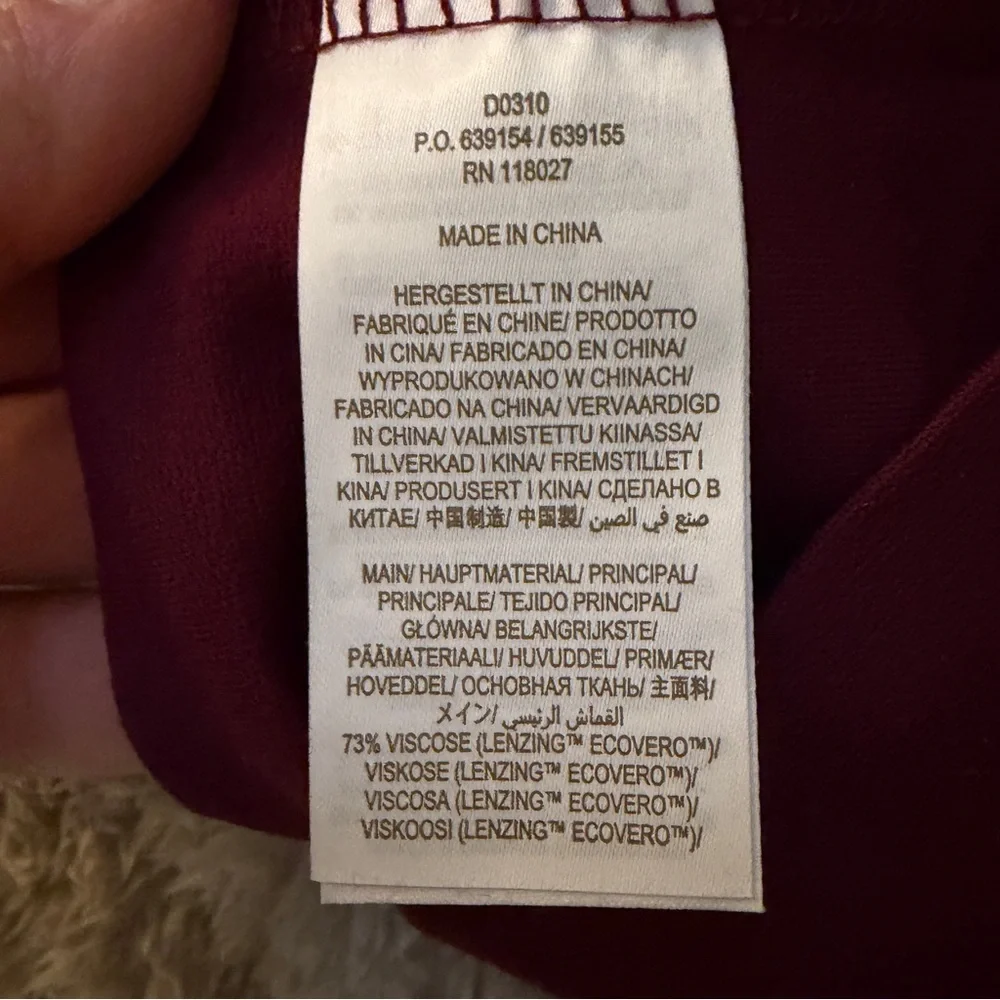 D0310
P.O. 639154 / 639155
RN 118027
MADE IN CHINA
HERGESTELLT IN CHINA/
FABRIQUÉ EN CHINE/ PRODOTTO
IN CINA/ FABRICADO EN CHINA/
WYPRODUKOWANO W CHINACH/
FABRICADO NA CHINA/ VERVAARDIGD
IN CHINA/ VALMISTETTU KIINASSA/
TILLVERKAD I KINA/ FREMSTILLET I
KINA/ PRODUSERT I KINA/ СДЕЛАНО В
КИТАЕ/ 中国制造/ 中国製/ صنع في الصين
MAIN/ HAUPTMATERIAL/ PRINCIPAL/
PRINCIPALE/ TEJIDO PRINCIPAL/
GŁÓWNA/ BELANGRIJKSTE/
PÄÄMATERIAALI/ HUVUDDEL/ PRIMÆR/
HOVEDDEL/ ОСНОВНАЯ ТКАНЬ/ 主面料/
メイン/ القماش الرئيسي
73% VISCOSE (LENZING™ ECOVERO™)/
VISKOSE (LENZING™ ECOVERO™)/
VISCOSA (LENZING™ ECOVERO™)/
VISKOOSI (LENZING™ ECOVERO™)/